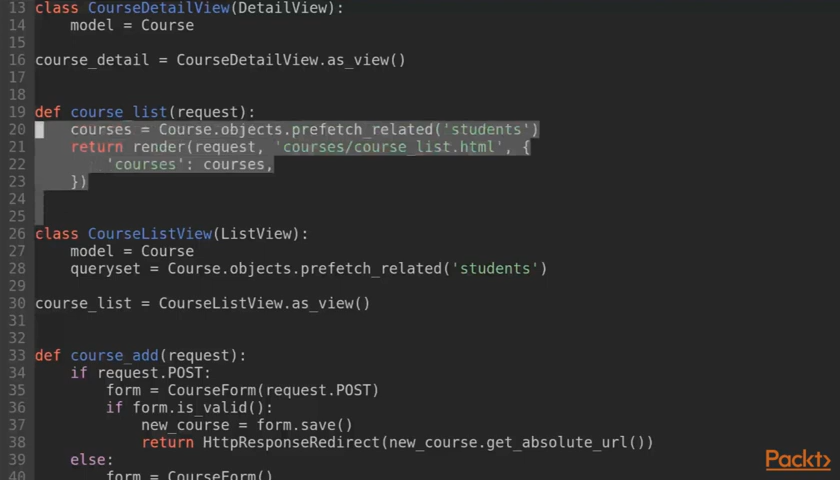 13 class CourseDetailView(DetailView):
14     model = Course
15
16 course_detail = CourseDetailView.as_view()
17
18
19 def course_list(request):
20     courses = Course.objects.prefetch_related('students')
21     return render(request, 'courses/course_list.html', {
22         'courses': courses,
23     })
24
25
26 class CourseListView(ListView):
27     model = Course
28     queryset = Course.objects.prefetch_related('students')
29
30 course_list = CourseListView.as_view()
31
32
33 def course_add(request):
34     if request.POST:
35         form = CourseForm(request.POST)
36         if form.is_valid():
37             new_course = form.save()
38             return HttpResponseRedirect(new_course.get_absolute_url())
39     else:
40         form = CourseForm()
Packt>